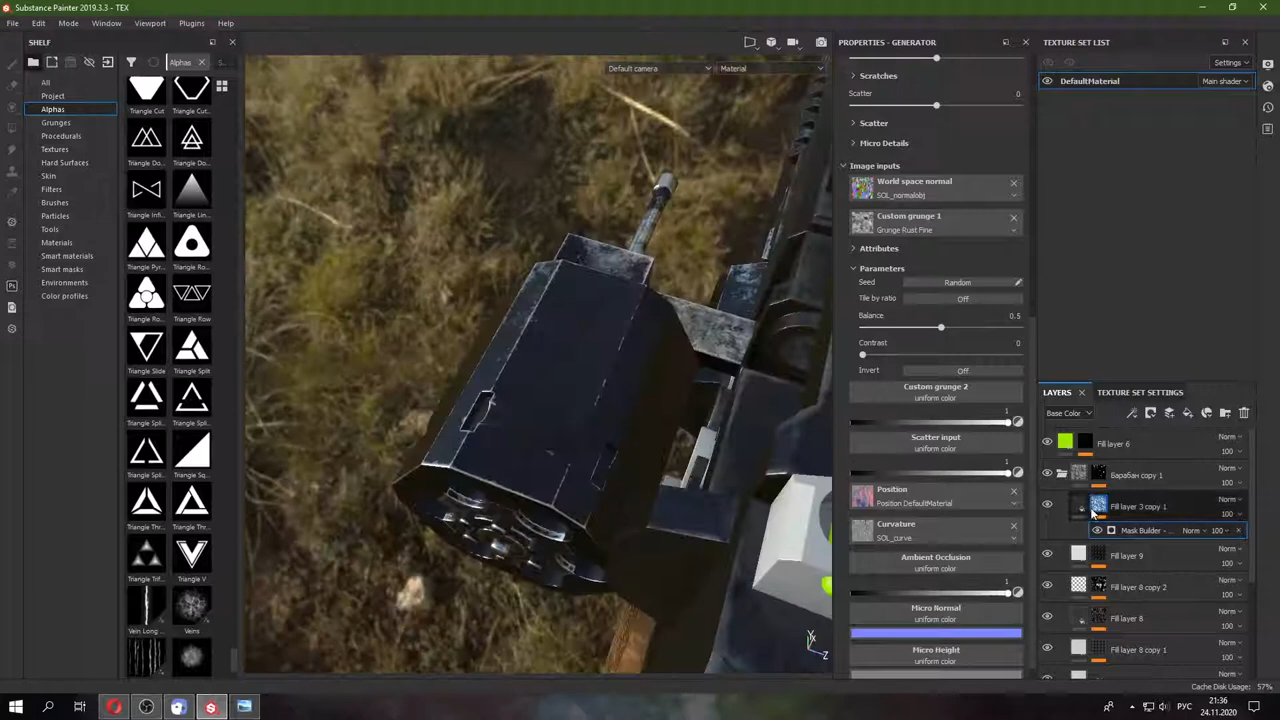 Substance Painter 2019.3.3 - TEX
File Edit Mode Window Viewport Plugins Help
SHELF
Alphas
All
Project
Alphas
Grunges
Procedurals
Textures
Hard Surfaces
Skin
Filters
Brushes
Particles
Tools
Materials
Smart materials
Smart masks
Environments
Color profiles
Triangle Cut
Triangle Cut...
Triangle Do...
Triangle Do...
Triangle Infi...
Triangle Lin...
Triangle Pyr...
Triangle Ro...
Triangle Ro...
Triangle Row
Triangle Slide
Triangle Split
Triangle Spli...
Triangle Spli...
Triangle Spli...
Triangle Sq...
Triangle Thr...
Triangle Thr...
Triangle Trif...
Triangle V
Vein Long ...
Veins
Default camera
Material
Y
X
Z
PROPERTIES - GENERATOR
Scratches
Scatter 0
Scatter
Micro Details
Image inputs
World space normal
SOL_normalobj
Custom grunge 1
Grunge Rust Fine
Attributes
Parameters
Seed Random
Tile by ratio Off
Balance 0.5
Contrast 0
Invert Off
Custom grunge 2
uniform color
1
Scatter input
uniform color
1
Position
Position DefaultMaterial
Curvature
SOL_curve
Ambient Occlusion
uniform color
1
Micro Normal
uniform color
Micro Height
uniform color
TEXTURE SET LIST
Settings
DefaultMaterial Main shader
LAYERS TEXTURE SET SETTINGS
Base Color
Fill layer 6 Norm 100
Барабан copy 1 Norm 100
Fill layer 3 copy 1 Norm 100
Mask Builder - ... Norm 100
Fill layer 9 Norm 100
Fill layer 8 copy 2 Norm 100
Fill layer 8 Norm 100
Fill layer 8 copy 1 Norm 100
Norm
Cache Disk Usage: 57%
Ps
РУС
21:36
24.11.2020